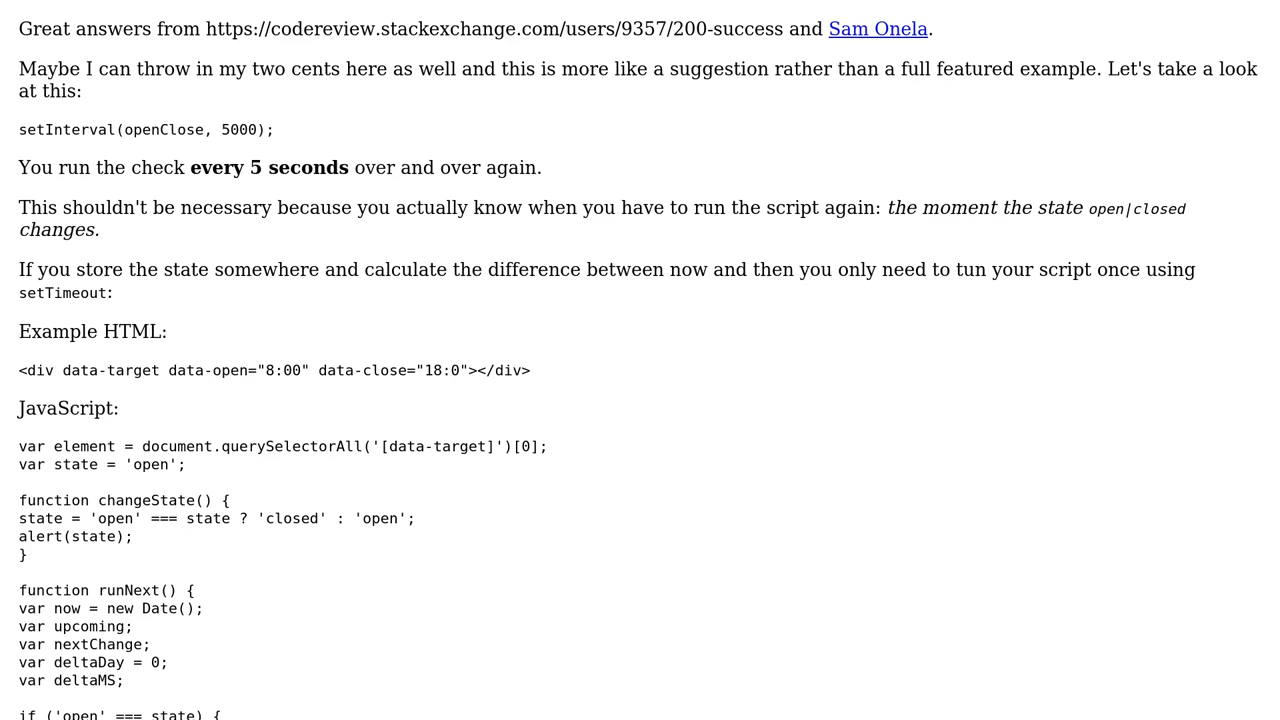 Great answers from https://codereview.stackexchange.com/users/9357/200-success and Sam Onela.
Maybe I can throw in my two cents here as well and this is more like a suggestion rather than a full featured example. Let's take a look
at this:
setInterval(openClose, 5000);
You run the check every 5 seconds over and over again.
This shouldn't be necessary because you actually know when you have to run the script again: the moment the state open|closed
changes.
If you store the state somewhere and calculate the difference between now and then you only need to tun your script once using
setTimeout:
Example HTML:
<div data-target data-open="8:00" data-close="18:0"></div>
JavaScript:
var element = document.querySelectorAll('[data-target]')[0];
var state = 'open';
function changeState() {
state = 'open' === state ? 'closed' : 'open';
alert(state);
}
function runNext() {
var now = new Date();
var upcoming;
var nextChange;
var deltaDay = 0;
var deltaMS;
if ('open' === state) {